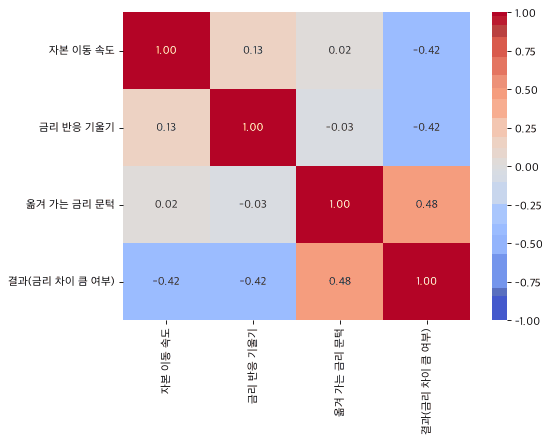 자본 이동 속도
1.00 0.13 0.02 −0.42
금리 반응 기울기
0.13 1.00 −0.03 −0.42
옮겨 가는 금리 문턱
0.02 −0.03 1.00 0.48
결과(금리 차이 큼 여부)
−0.42 −0.42 0.48 1.00
자본 이동 속도
금리 반응 기울기
옮겨 가는 금리 문턱
결과(금리 차이 큼 여부)
1.00
0.75
0.50
0.25
0.00
−0.25
−0.50
−0.75
−1.00